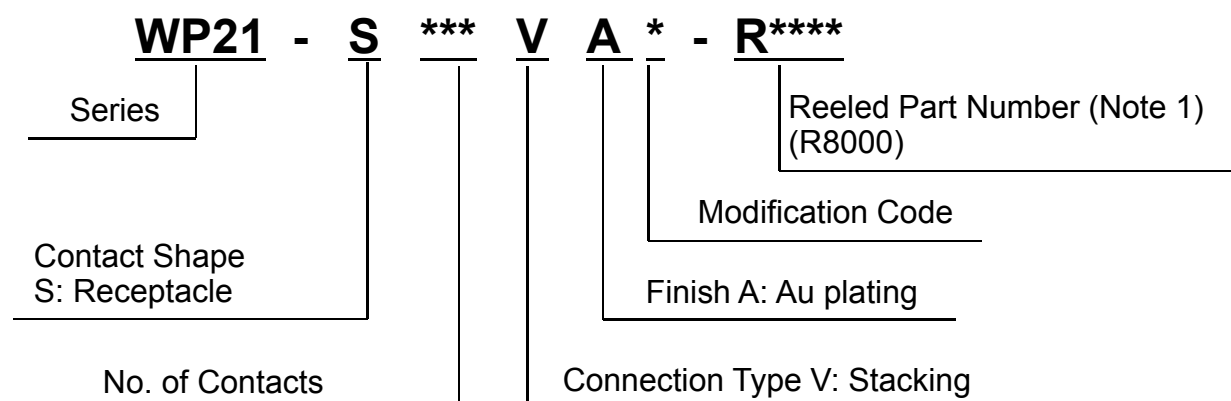 WP21 - S *** V A * - R****
Series
Reeled Part Number (Note 1)
(R8000)
Modification Code
Contact Shape
S: Receptacle
Finish A: Au plating
No. of Contacts
Connection Type V: Stacking